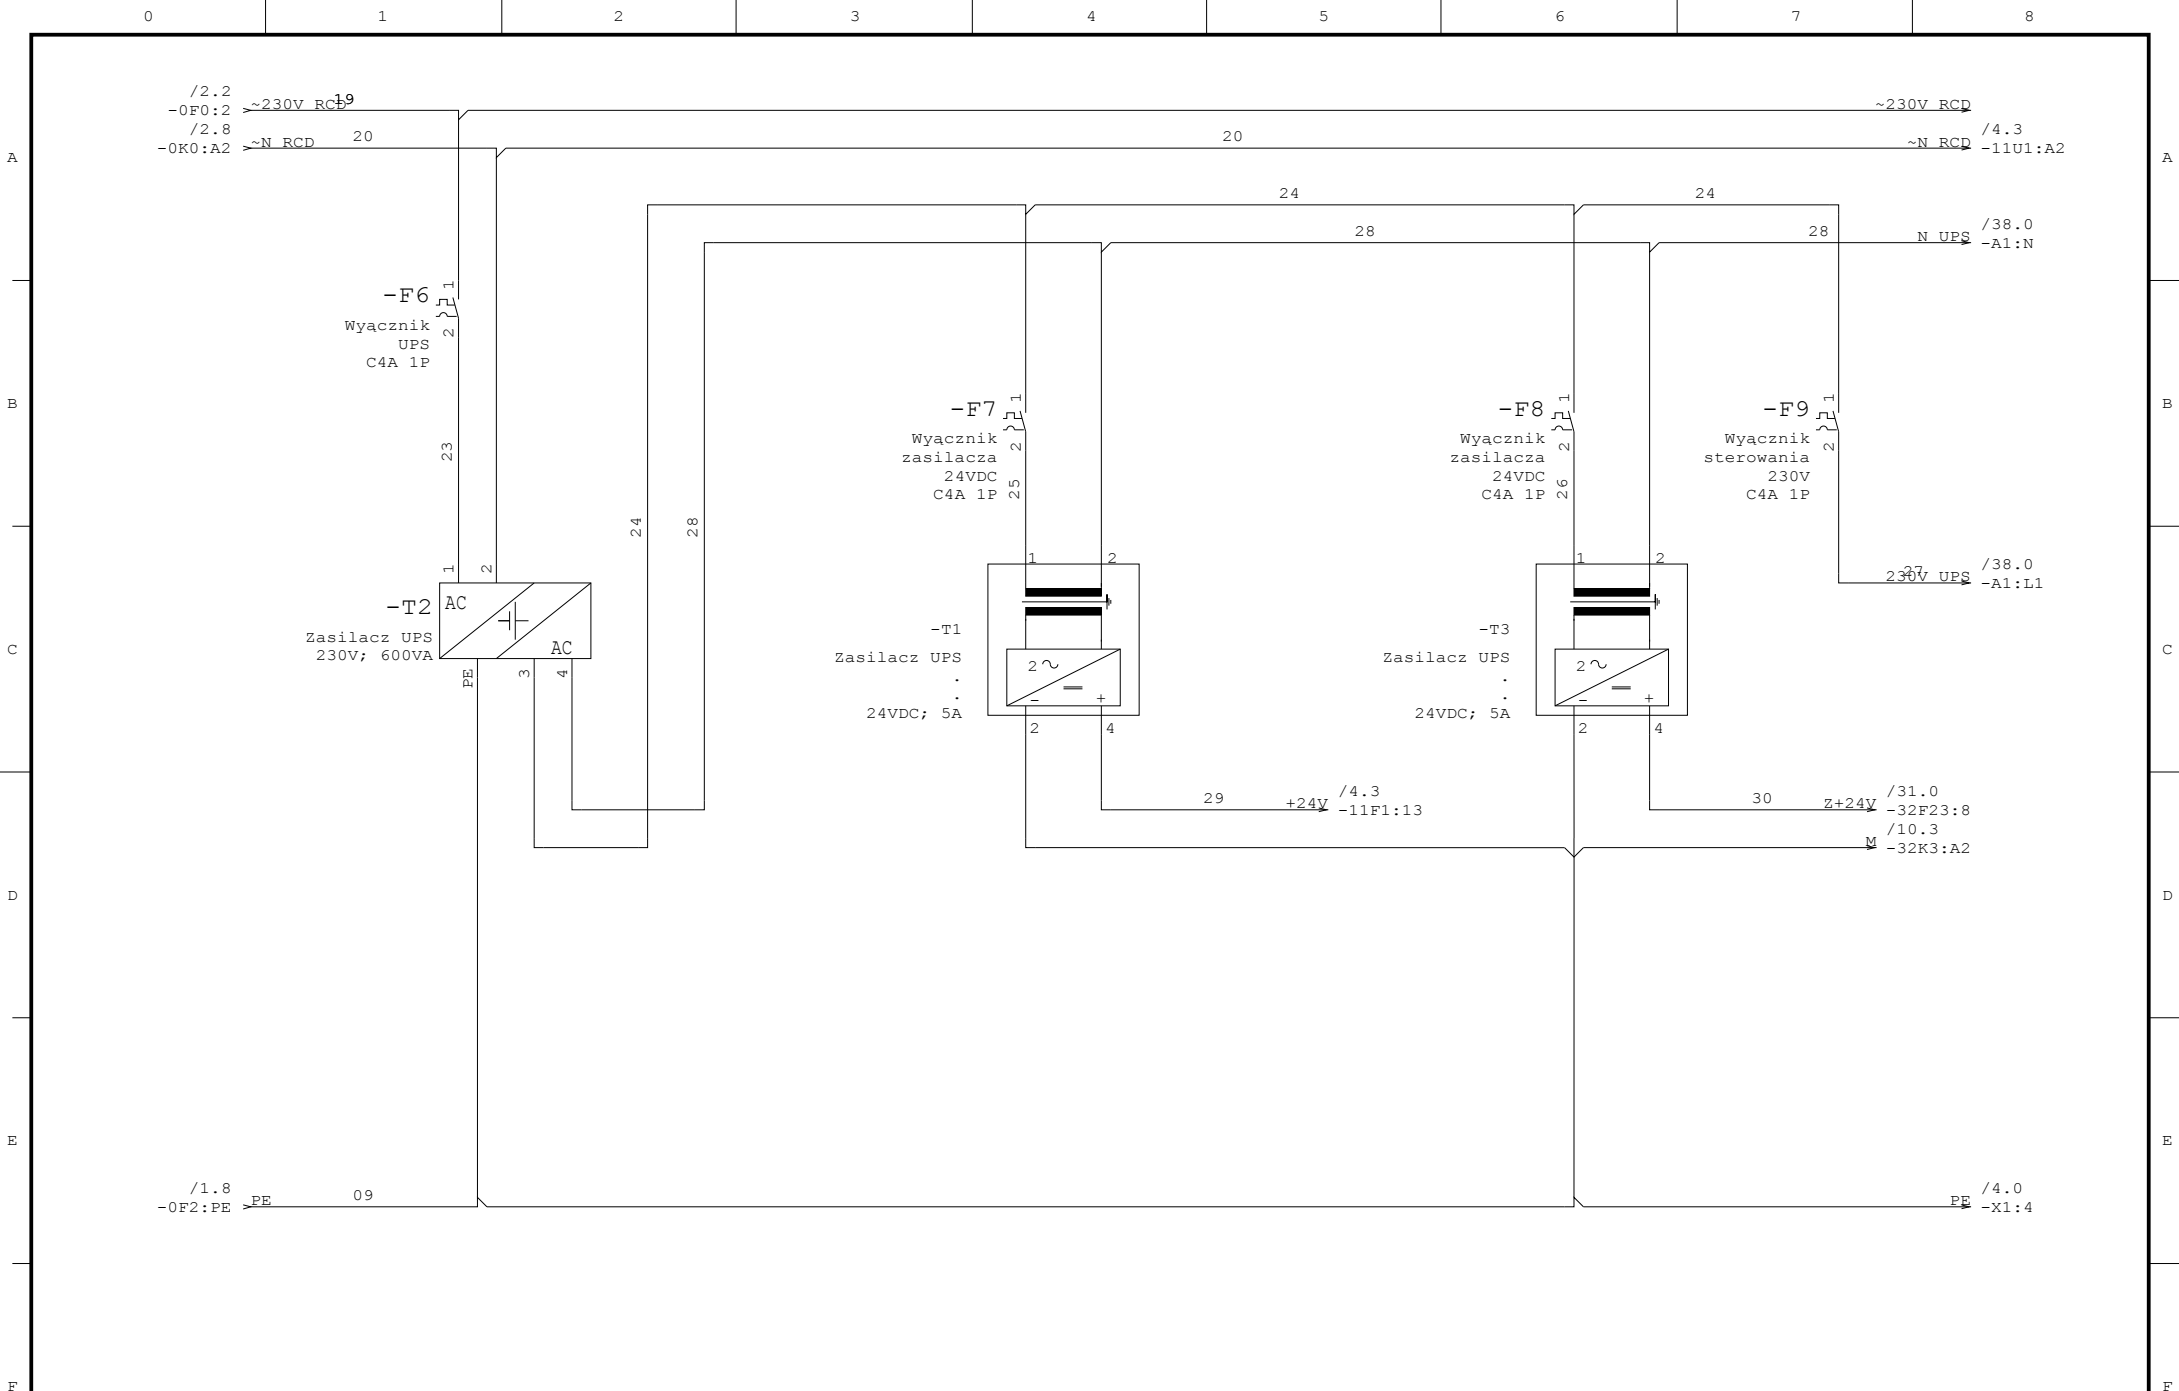 0 1 2 3 4 5 6 7 8
/2.2
-0F0:2 ~230V RCD 19 ~230V RCD
/2.8 /4.3
-0K0:A2 ~N RCD 20 20 ~N RCD -11U1:A2
A A
24 24
28 28 N UPS /38.0
-A1:N
-F6
1
2
Wyącznik
UPS
C4A 1P
23
B B
-F7
1
2
Wyącznik
zasilacza
24VDC
C4A 1P
25
-F8
1
2
Wyącznik
zasilacza
24VDC
C4A 1P
26
-F9
1
2
Wyącznik
sterowania
230V
C4A 1P
24
28
27
230V UPS /38.0
-A1:L1
1 2
AC
-T2
Zasilacz UPS
230V; 600VA
AC
PE 3 4
C C
1 2
-T1
Zasilacz UPS
.
.
24VDC; 5A
2
- +
2 4
1 2
-T3
Zasilacz UPS
.
.
24VDC; 5A
2
- +
2 4
29 +24V /4.3
-11F1:13
30 Z+24V /31.0
-32F23:8
M /10.3
-32K3:A2
D D
E E
/1.8
-0F2:PE PE 09
PE /4.0
-X1:4
F F